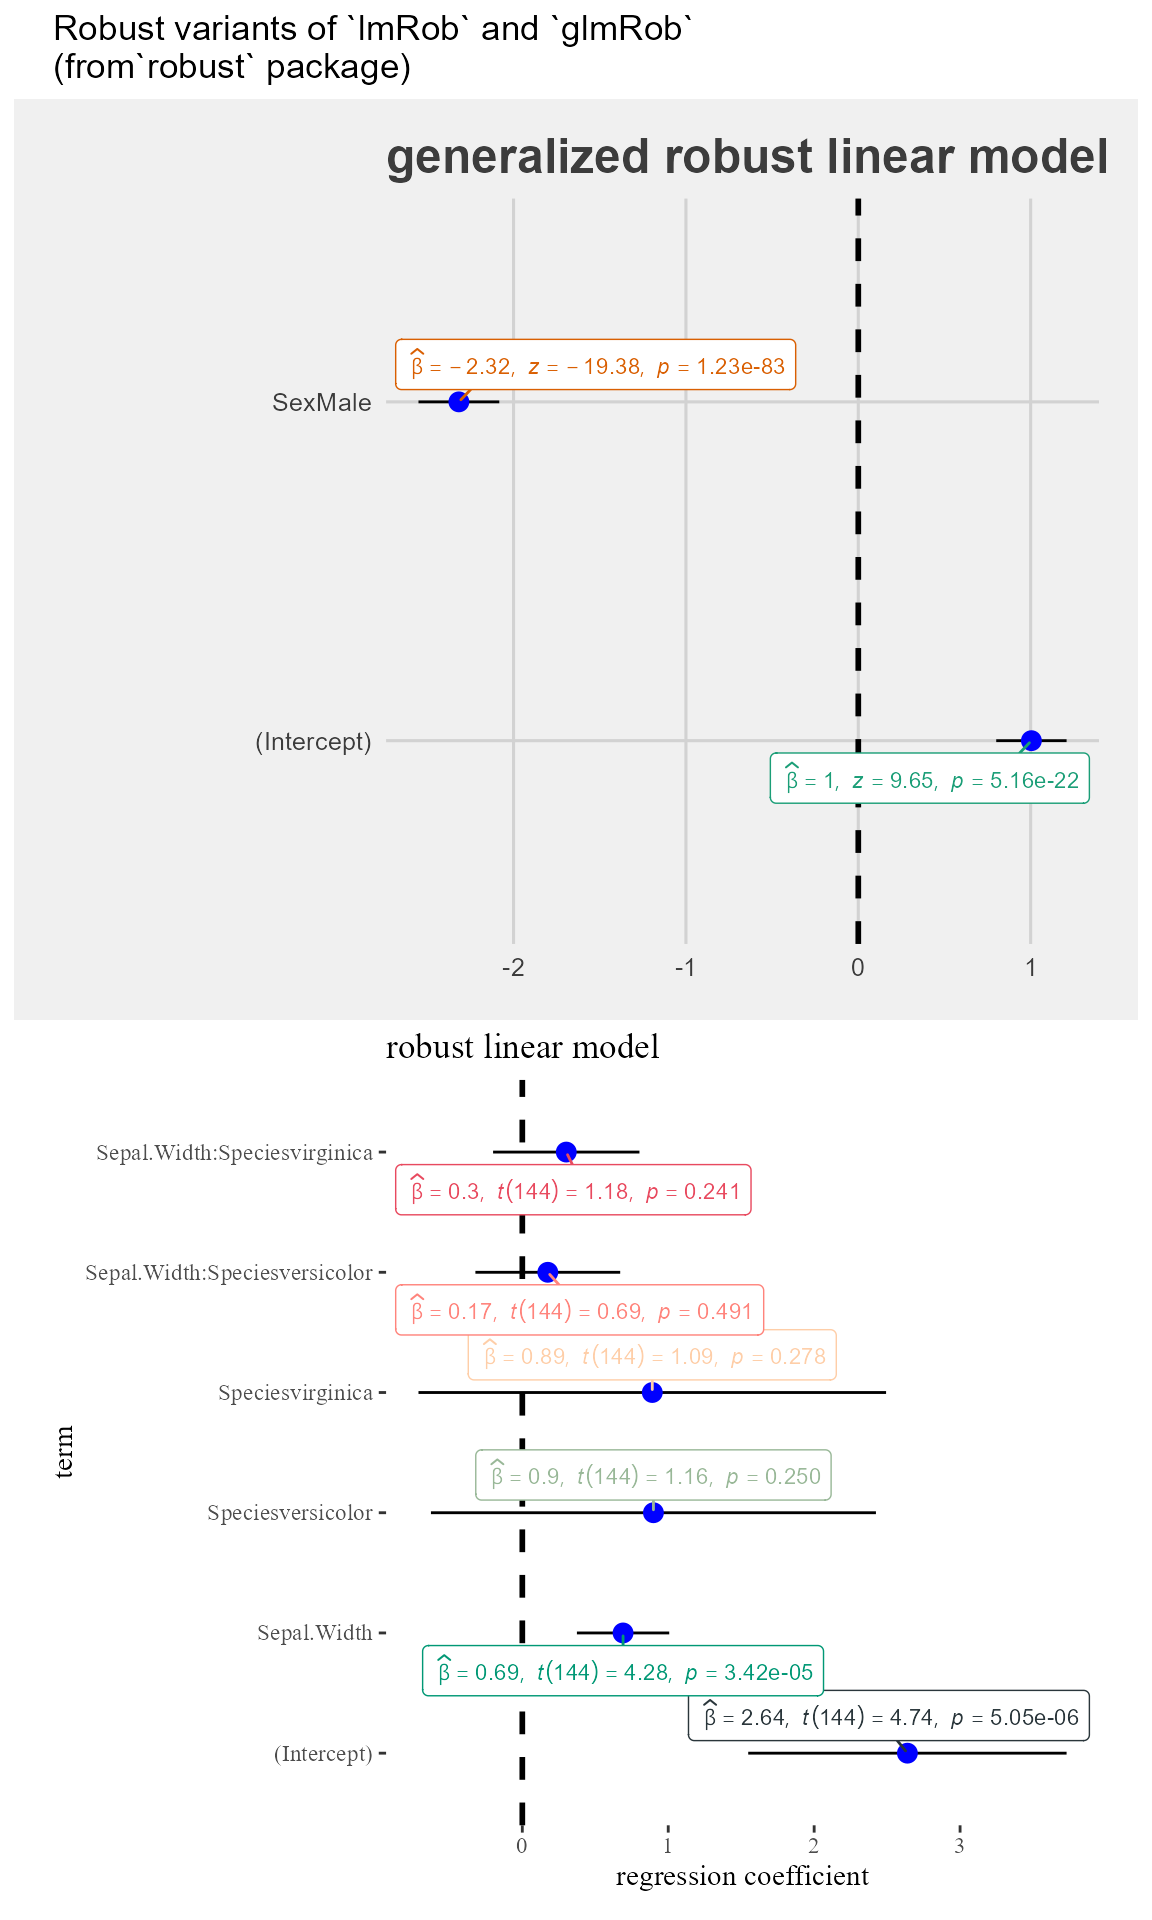 Robust variants of `lmRob` and `glmRob`
(from`robust` package)
generalized robust linear model
β̂ = − 2.32, z = − 19.38, p = 1.23e-83
SexMale
(Intercept)
β̂ = 1, z = 9.65, p = 5.16e-22
-2 -1 0 1
robust linear model
Sepal.Width:Speciesvirginica
β̂ = 0.3, t(144) = 1.18, p = 0.241
Sepal.Width:Speciesversicolor
β̂ = 0.17, t(144) = 0.69, p = 0.491
β̂ = 0.89, t(144) = 1.09, p = 0.278
Speciesvirginica
term
β̂ = 0.9, t(144) = 1.16, p = 0.250
Speciesversicolor
Sepal.Width
β̂ = 0.69, t(144) = 4.28, p = 3.42e-05
β̂ = 2.64, t(144) = 4.74, p = 5.05e-06
(Intercept)
0 1 2 3
regression coefficient